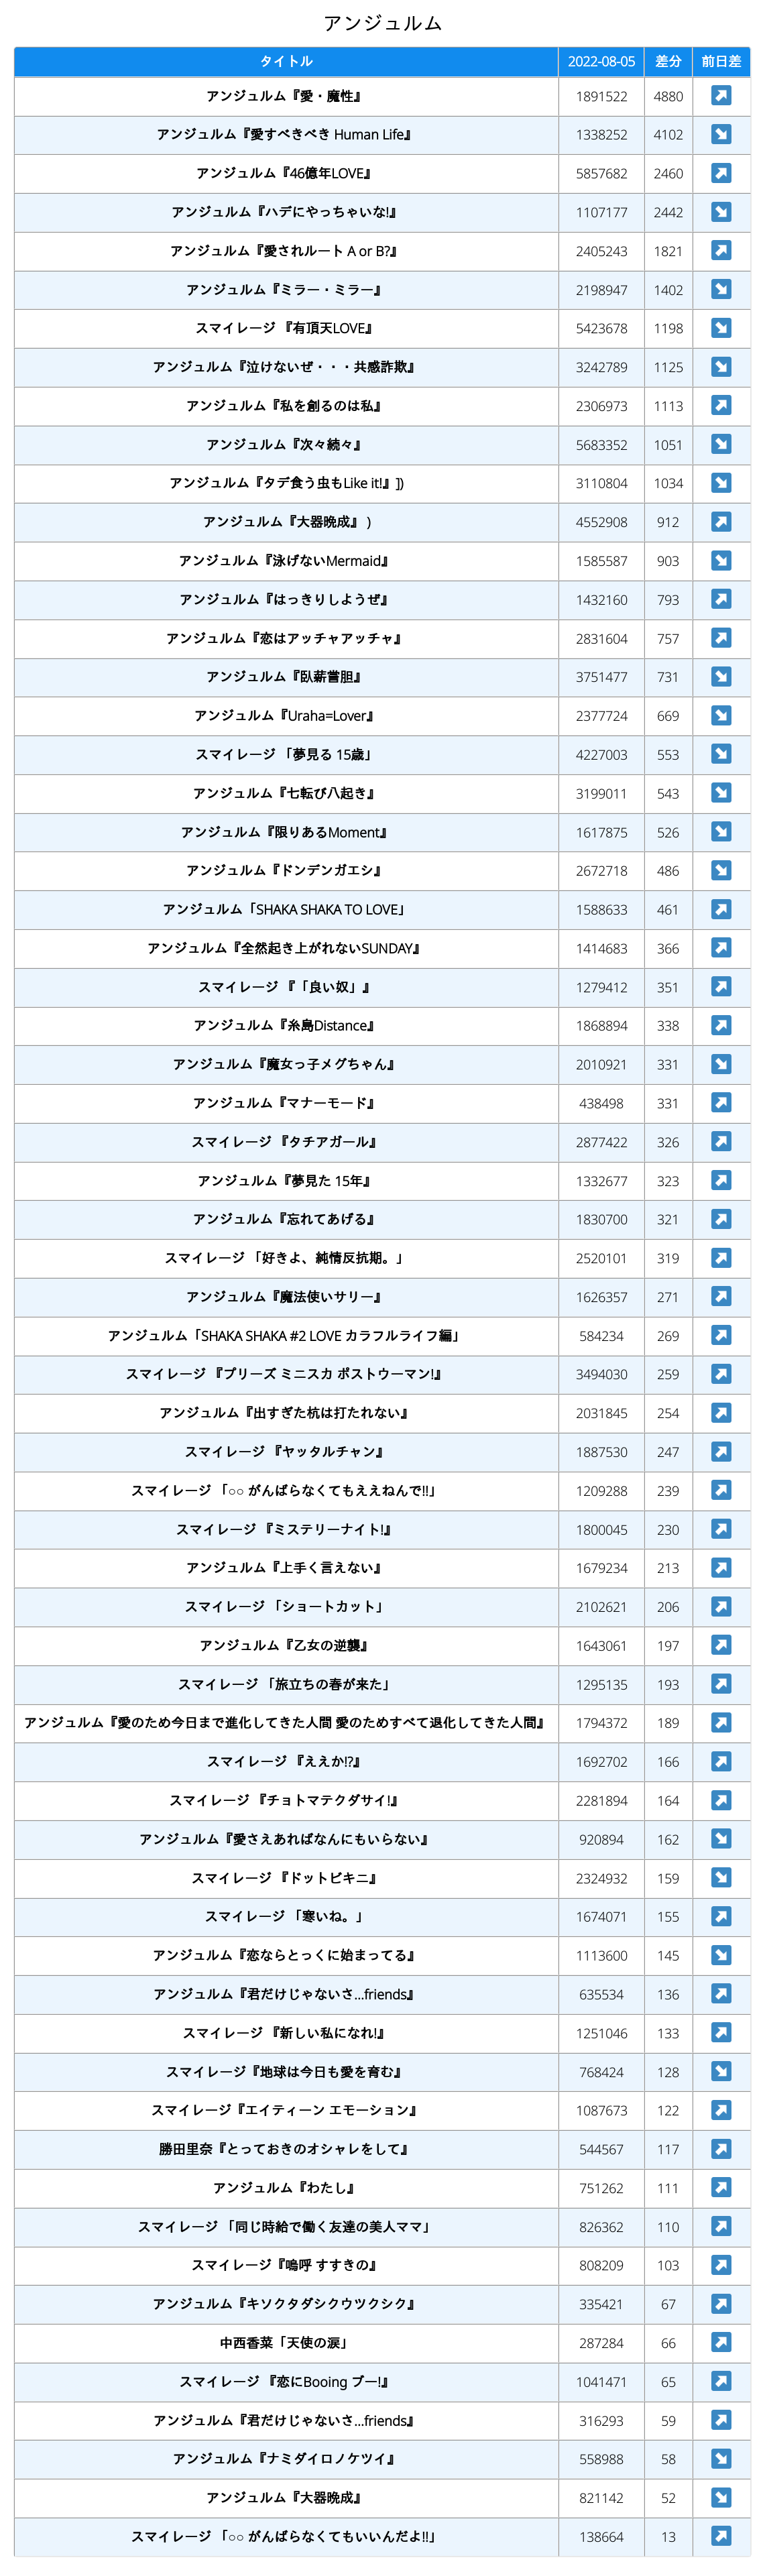 アンジュルム
タイトル 2022-08-05 差分 前日差
アンジュルム『愛・魔性』 1891522 4880 ↗
アンジュルム『愛すべきべき Human Life』 1338252 4102 ↘
アンジュルム『46億年LOVE』 5857682 2460 ↗
アンジュルム『ハデにやっちゃいな!』 1107177 2442 ↘
アンジュルム『愛されルート A or B?』 2405243 1821 ↗
アンジュルム『ミラー・ミラー』 2198947 1402 ↘
スマイレージ 『有頂天LOVE』 5423678 1198 ↘
アンジュルム『泣けないぜ・・・共感詐欺』 3242789 1125 ↘
アンジュルム『私を創るのは私』 2306973 1113 ↗
アンジュルム『次々続々』 5683352 1051 ↘
アンジュルム『タデ食う虫もLike it!』]) 3110804 1034 ↘
アンジュルム『大器晩成』 ) 4552908 912 ↗
アンジュルム『泳げないMermaid』 1585587 903 ↘
アンジュルム『はっきりしようぜ』 1432160 793 ↗
アンジュルム『恋はアッチャアッチャ』 2831604 757 ↗
アンジュルム『臥薪嘗胆』 3751477 731 ↘
アンジュルム『Uraha=Lover』 2377724 669 ↘
スマイレージ 「夢見る 15歳」 4227003 553 ↘
アンジュルム『七転び八起き』 3199011 543 ↘
アンジュルム『限りあるMoment』 1617875 526 ↘
アンジュルム『ドンデンガエシ』 2672718 486 ↘
アンジュルム「SHAKA SHAKA TO LOVE」 1588633 461 ↗
アンジュルム『全然起き上がれないSUNDAY』 1414683 366 ↗
スマイレージ 『「良い奴」』 1279412 351 ↗
アンジュルム『糸島Distance』 1868894 338 ↗
アンジュルム『魔女っ子メグちゃん』 2010921 331 ↘
アンジュルム『マナーモード』 438498 331 ↗
スマイレージ 『タチアガール』 2877422 326 ↗
アンジュルム『夢見た 15年』 1332677 323 ↗
アンジュルム『忘れてあげる』 1830700 321 ↗
スマイレージ 「好きよ、純情反抗期。」 2520101 319 ↗
アンジュルム『魔法使いサリー』 1626357 271 ↗
アンジュルム「SHAKA SHAKA #2 LOVE カラフルライフ編」 584234 269 ↗
スマイレージ 『プリーズ ミニスカ ポストウーマン!』 3494030 259 ↗
アンジュルム『出すぎた杭は打たれない』 2031845 254 ↗
スマイレージ 『ヤッタルチャン』 1887530 247 ↗
スマイレージ 「○○ がんばらなくてもええねんで!!」 1209288 239 ↗
スマイレージ 『ミステリーナイト!』 1800045 230 ↗
アンジュルム『上手く言えない』 1679234 213 ↗
スマイレージ 「ショートカット」 2102621 206 ↗
アンジュルム『乙女の逆襲』 1643061 197 ↗
スマイレージ 「旅立ちの春が来た」 1295135 193 ↗
アンジュルム『愛のため今日まで進化してきた人間 愛のためすべて退化してきた人間』 1794372 189 ↗
スマイレージ 『ええか!?』 1692702 166 ↗
スマイレージ 『チョトマテクダサイ!』 2281894 164 ↗
アンジュルム『愛さえあればなんにもいらない』 920894 162 ↘
スマイレージ 『ドットビキニ』 2324932 159 ↘
スマイレージ 「寒いね。」 1674071 155 ↗
アンジュルム『恋ならとっくに始まってる』 1113600 145 ↘
アンジュルム『君だけじゃないさ...friends』 635534 136 ↗
スマイレージ 『新しい私になれ!』 1251046 133 ↗
スマイレージ『地球は今日も愛を育む』 768424 128 ↘
スマイレージ『エイティーン エモーション』 1087673 122 ↗
勝田里奈『とっておきのオシャレをして』 544567 117 ↗
アンジュルム『わたし』 751262 111 ↗
スマイレージ 「同じ時給で働く友達の美人ママ」 826362 110 ↗
スマイレージ『嗚呼 すすきの』 808209 103 ↗
アンジュルム『キソクタダシクウツクシク』 335421 67 ↗
中西香菜「天使の涙」 287284 66 ↗
スマイレージ 『恋にBooing ブー!』 1041471 65 ↗
アンジュルム『君だけじゃないさ...friends』 316293 59 ↗
アンジュルム『ナミダイロノケツイ』 558988 58 ↘
アンジュルム『大器晩成』 821142 52 ↘
スマイレージ 「○○ がんばらなくてもいいんだよ!!」 138664 13 ↗